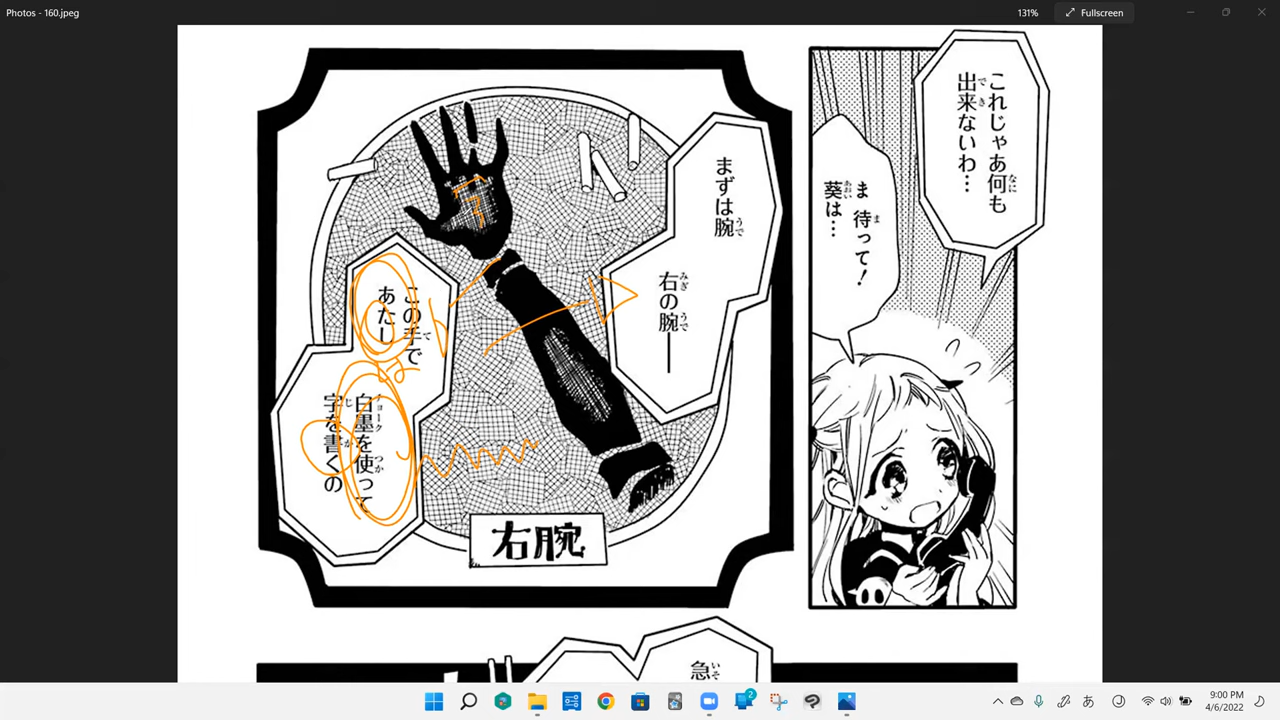 Photos - 160.jpeg
131%
Fullscreen
これじゃあ何も
出来ないわ…
ま 待って!
葵は…
まずは腕
右の腕――
この手で
あたし
白墨を使って
字を書くの
右腕
急
2
あ
9:00 PM
4/6/2022